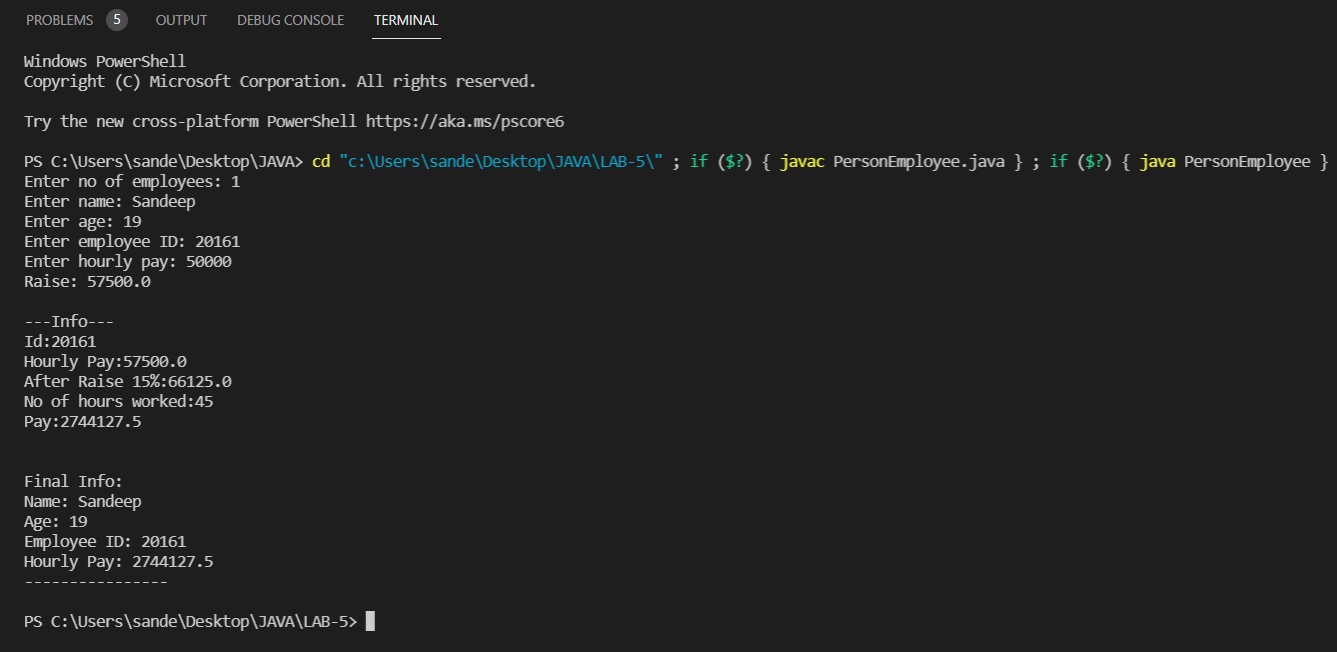 PROBLEMS 5 OUTPUT DEBUG CONSOLE TERMINAL
Windows PowerShell
Copyright (C) Microsoft Corporation. All rights reserved.
Try the new cross-platform PowerShell https://aka.ms/pscore6
PS C:\Users\sande\Desktop\JAVA> cd "c:\Users\sande\Desktop\JAVA\LAB-5\" ; if ($?) { javac PersonEmployee.java } ; if ($?) { java PersonEmployee }
Enter no of employees: 1
Enter name: Sandeep
Enter age: 19
Enter employee ID: 20161
Enter hourly pay: 50000
Raise: 57500.0
---Info---
Id:20161
Hourly Pay:57500.0
After Raise 15%:66125.0
No of hours worked:45
Pay:2744127.5
Final Info:
Name: Sandeep
Age: 19
Employee ID: 20161
Hourly Pay: 2744127.5
----------------
PS C:\Users\sande\Desktop\JAVA\LAB-5>